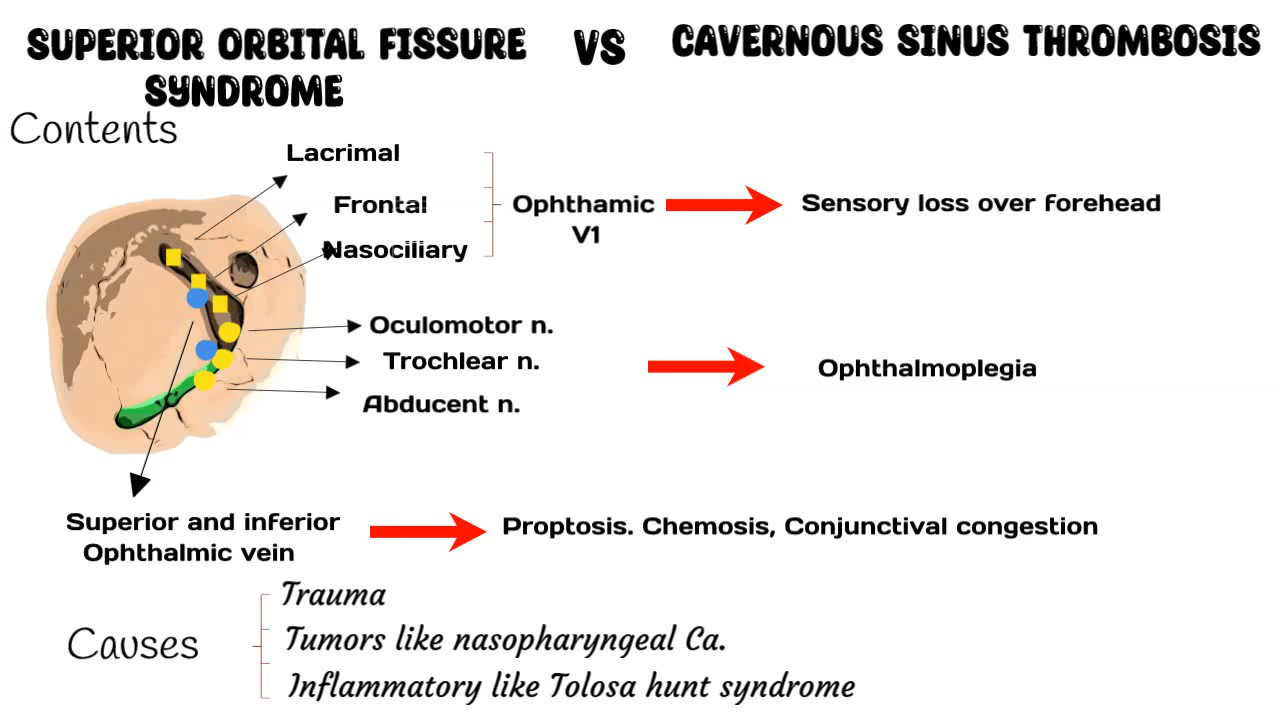 SUPERIOR ORBITAL FISSURE
SYNDROME
VS
CAVERNOUS SINUS THROMBOSIS
Contents
Lacrimal
Frontal
Nasociliary
Ophthamic
V1
Sensory loss over forehead
Oculomotor n.
Trochlear n.
Abducent n.
Ophthalmoplegia
Superior and inferior
Ophthalmic vein
Proptosis. Chemosis, Conjunctival congestion
Causes
Trauma
Tumors like nasopharyngeal Ca.
Inflammatory like Tolosa hunt syndrome